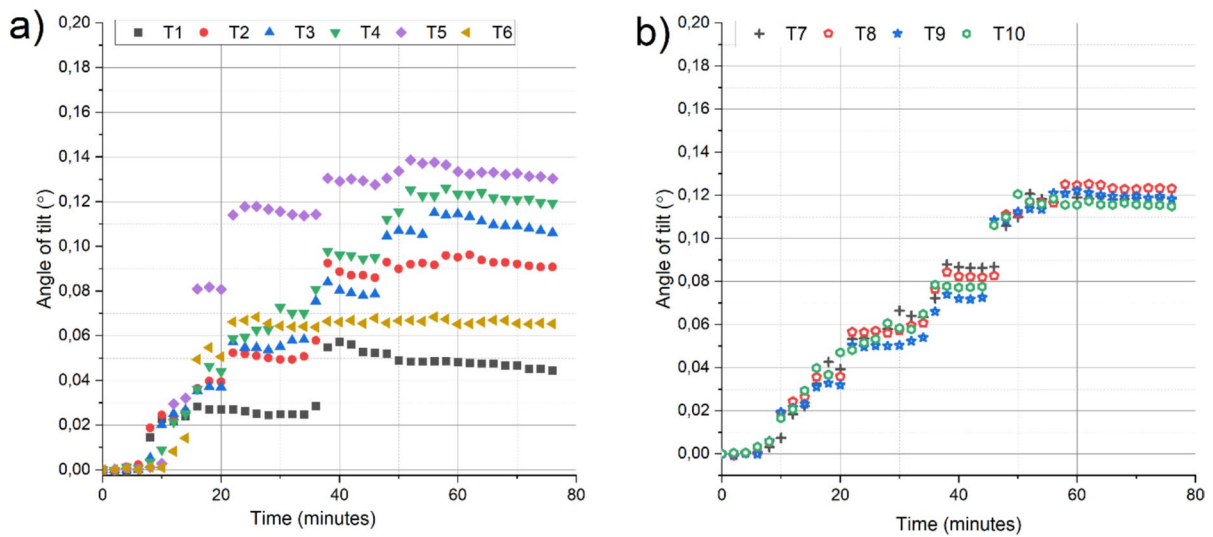 a)
T1 T2 T3 T4 T5 T6
0,20
0,18
0,16
0,14
0,12
0,10
0,08
0,06
0,04
0,02
0,00
Angle of tilt (°)
0 20 40 60 80
Time (minutes)
b)
T7 T8 T9 T10
0,20
0,18
0,16
0,14
0,12
0,10
0,08
0,06
0,04
0,02
0,00
Angle of tilt (°)
0 20 40 60 80
Time (minutes)